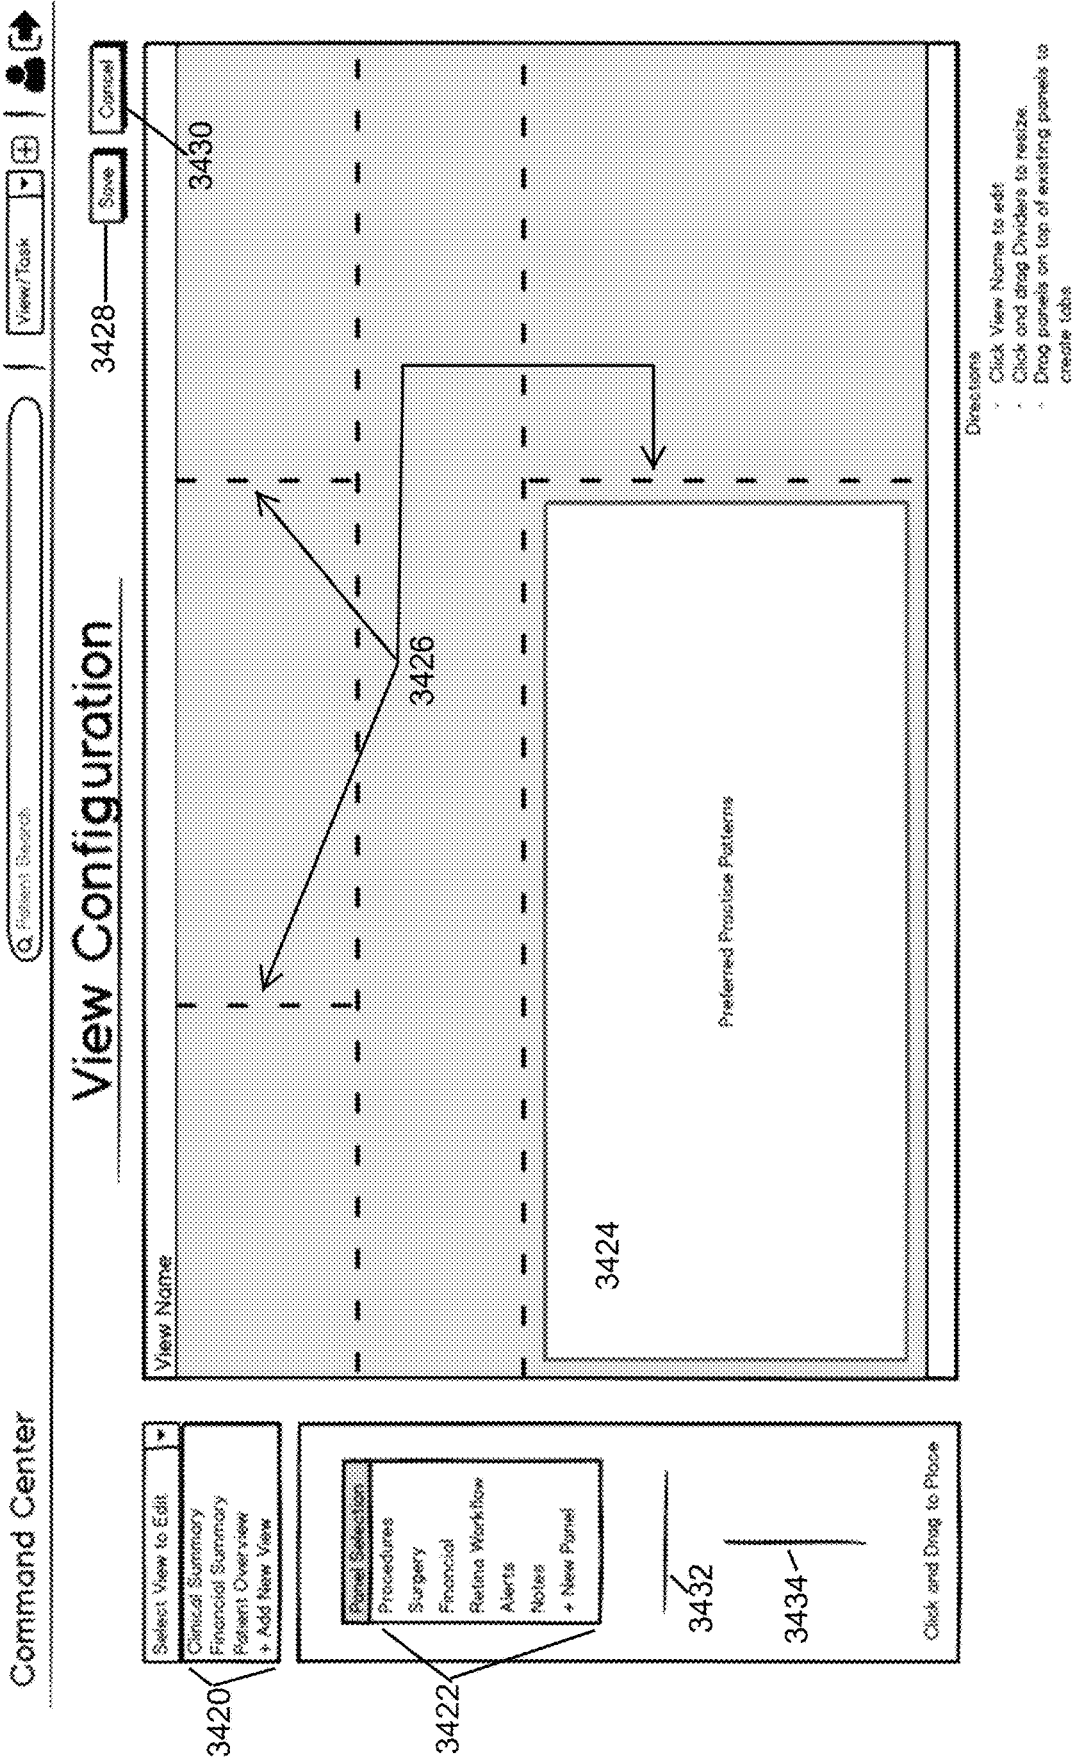 Command Center
Patient Search
View/Task
View Configuration
3428
Save
Cancel
3430
3420
Select View to Edit
Clinical Summary
Financial Summary
Patient Overview
+ Add New View
View Name
3422
Panel Selection
Procedures
Surgery
Financial
Retina Workflow
Alerts
Notes
+ New Panel
3426
3432
3434
3424
Preferred Practice Patterns
Click and Drag to Place
Directions
- Click View Name to edit
- Click and drag Dividers to resize.
- Drag panels on top of existing panels to
create tabs